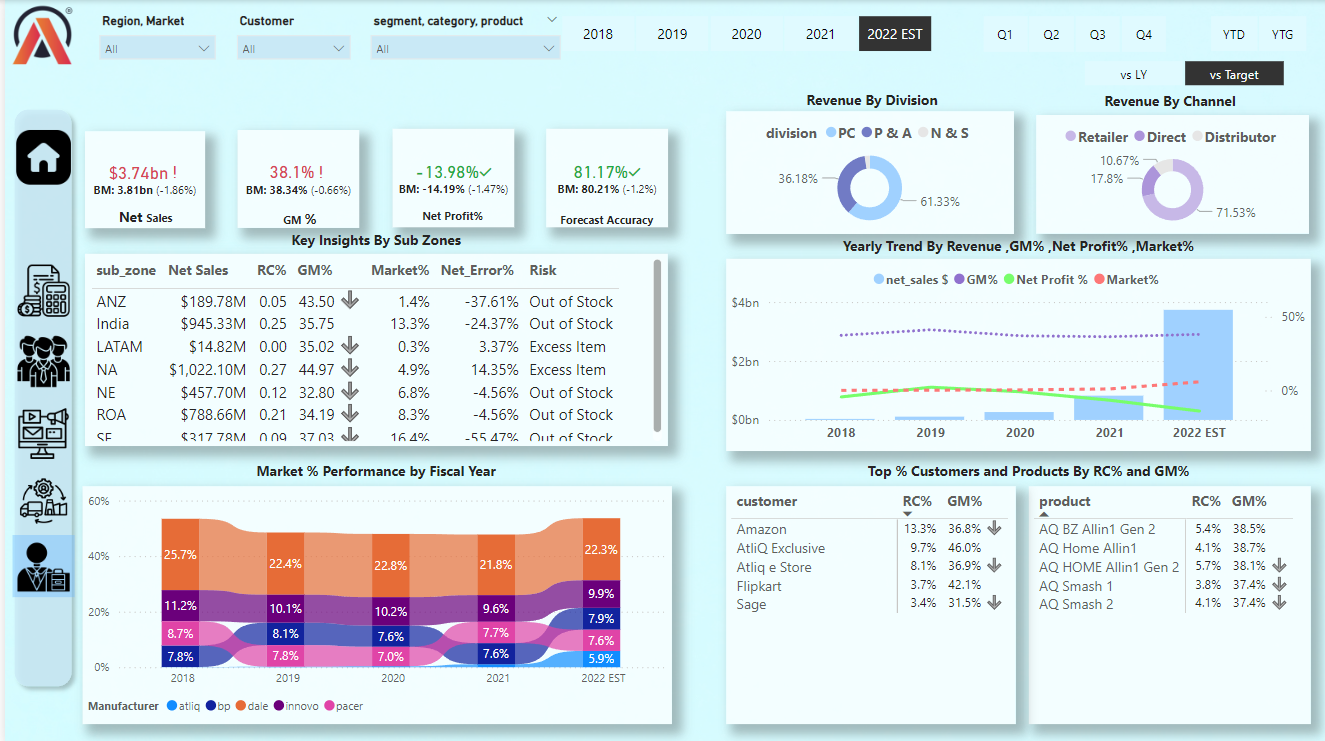 Region, Market
Customer
segment, category, product
All
All
All
2018
2019
2020
2021
2022 EST
Q1
Q2
Q3
Q4
YTD
YTG
vs LY
vs Target
$3.74bn !
BM: 3.81bn (-1.86%)
Net Sales
38.1% !
BM: 38.34% (-0.66%)
GM %
-13.98%✓
BM: -14.19% (-1.47%)
Net Profit%
81.17%✓
BM: 80.21% (-1.2%)
Forecast Accuracy
Revenue By Division
division PC P & A N & S
36.18%
61.33%
Revenue By Channel
Retailer Direct Distributor
10.67%
17.8%
71.53%
Key Insights By Sub Zones
sub_zone Net Sales RC% GM% Market% Net_Error% Risk
ANZ $189.78M 0.05 43.50 1.4% -37.61% Out of Stock
India $945.33M 0.25 35.75 13.3% -24.37% Out of Stock
LATAM $14.82M 0.00 35.02 0.3% 3.37% Excess Item
NA $1,022.10M 0.27 44.97 4.9% 14.35% Excess Item
NE $457.70M 0.12 32.80 6.8% -4.56% Out of Stock
ROA $788.66M 0.21 34.19 8.3% -4.56% Out of Stock
SE $317.78M 0.09 37.03 16.4% -55.47% Out of Stock
Yearly Trend By Revenue ,GM% ,Net Profit% ,Market%
net_sales $ GM% Net Profit % Market%
$4bn
$2bn
$0bn
50%
0%
2018 2019 2020 2021 2022 EST
Market % Performance by Fiscal Year
60%
40%
20%
0%
25.7% 22.4% 22.8% 21.8% 22.3%
11.2% 10.1% 10.2% 9.6% 9.9%
8.7% 8.1% 7.6% 7.7% 7.9%
7.8% 7.8% 7.0% 7.6% 7.6%
5.9%
2018 2019 2020 2021 2022 EST
Manufacturer atliq bp dale innovo pacer
Top % Customers and Products By RC% and GM%
customer RC% GM%
Amazon 13.3% 36.8%
AtliQ Exclusive 9.7% 46.0%
Atliq e Store 8.1% 36.9%
Flipkart 3.7% 42.1%
Sage 3.4% 31.5%
product RC% GM%
AQ BZ Allin1 Gen 2 5.4% 38.5%
AQ Home Allin1 4.1% 38.7%
AQ HOME Allin1 Gen 2 5.7% 38.1%
AQ Smash 1 3.8% 37.4%
AQ Smash 2 4.1% 37.4%